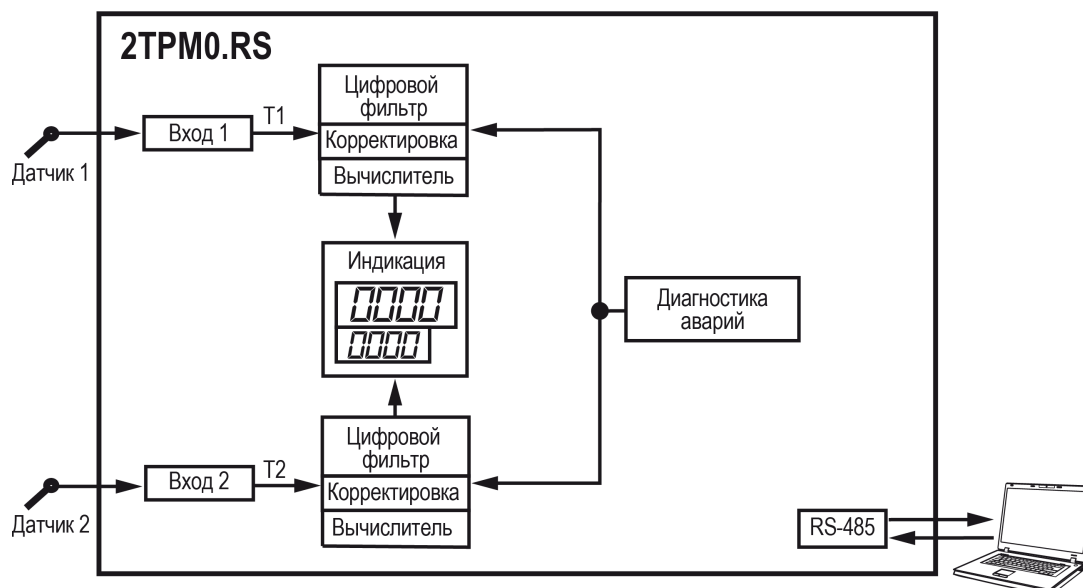 2ТРМ0.RS
Цифровой
фильтр
Корректировка
Вычислитель
Датчик 1
Вход 1
T1
Индикация
0000
0000
Диагностика
аварий
Цифровой
фильтр
Корректировка
Вычислитель
Датчик 2
Вход 2
T2
RS-485